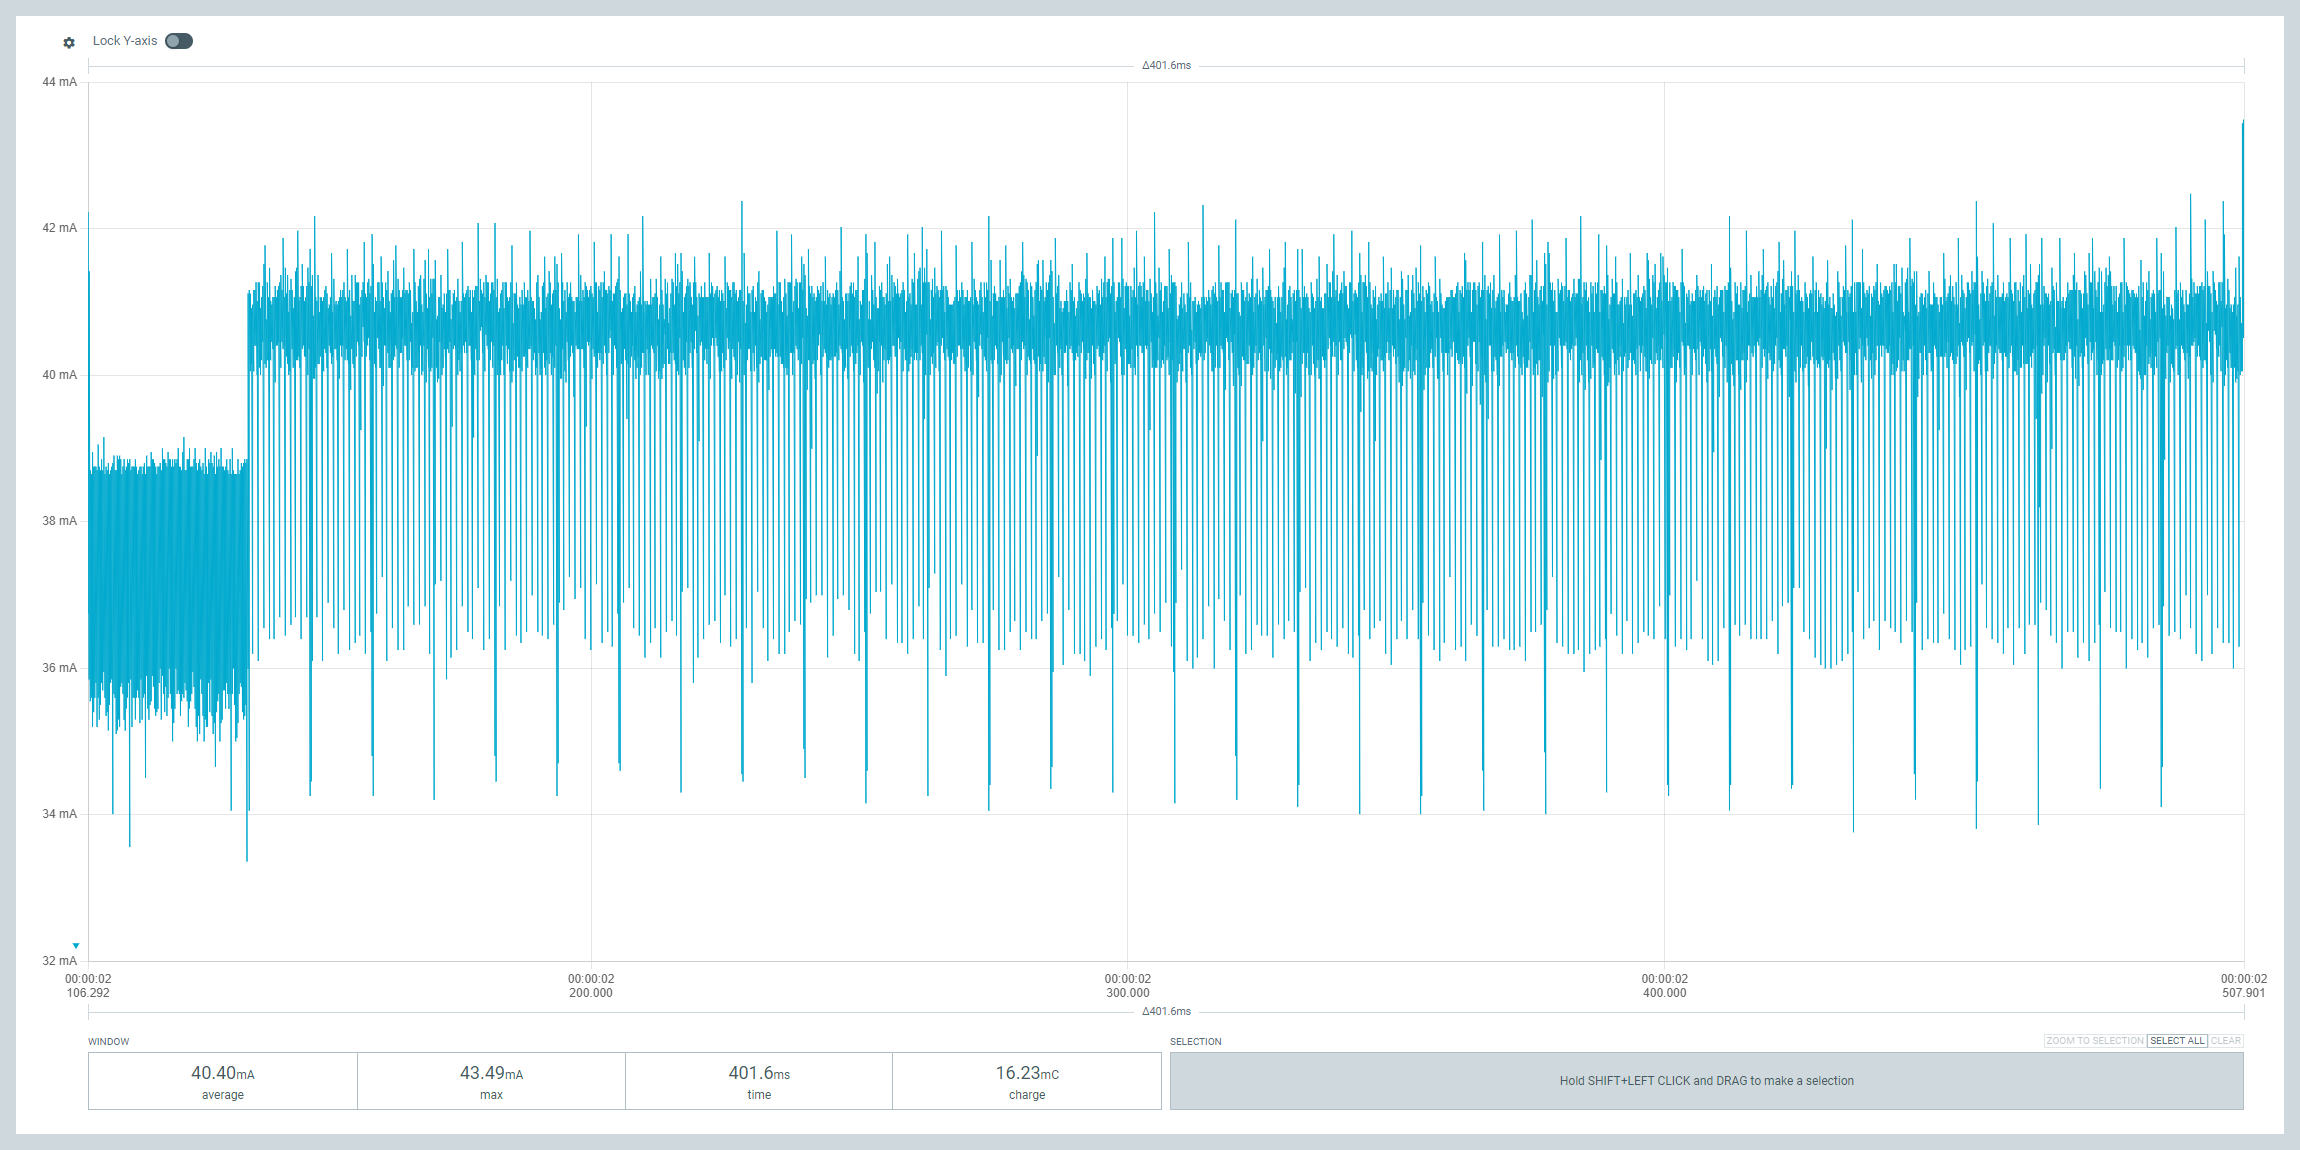 Lock Y-axis
Δ401.6ms
44 mA
42 mA
40 mA
38 mA
36 mA
34 mA
32 mA
00:00:02 00:00:02 00:00:02 00:00:02 00:00:02
106.292 200.000 300.000 400.000 507.901
Δ401.6ms
WINDOW SELECTION ZOOM TO SELECTION SELECT ALL CLEAR
40.40mA 43.49mA 401.6ms 16.23mC
average max time charge
Hold SHIFT+LEFT CLICK and DRAG to make a selection